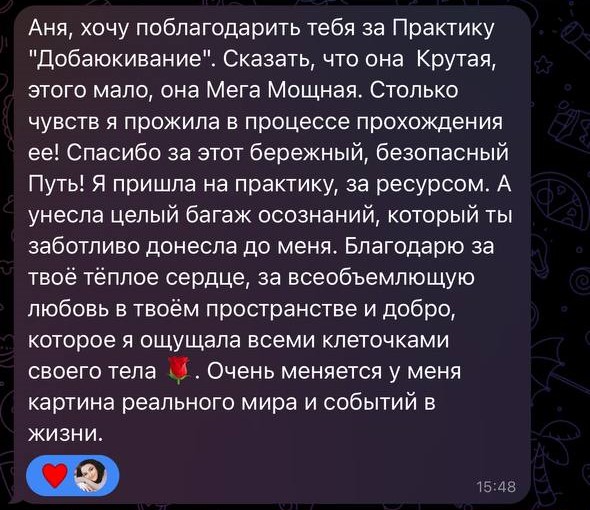 Аня, хочу поблагодарить тебя за Практику
"Добаюкивание". Сказать, что она  Крутая,
этого мало, она Мега Мощная. Столько
чувств я прожила в процессе прохождения
ее! Спасибо за этот бережный, безопасный
Путь! Я пришла на практику, за ресурсом. А
унесла целый багаж осознаний, который ты
заботливо донесла до меня. Благодарю за
твоё тёплое сердце, за всеобъемлющую
любовь в твоём пространстве и добро,
которое я ощущала всеми клеточками
своего тела 🌹. Очень меняется у меня
картина реального мира и событий в
жизни.
15:48